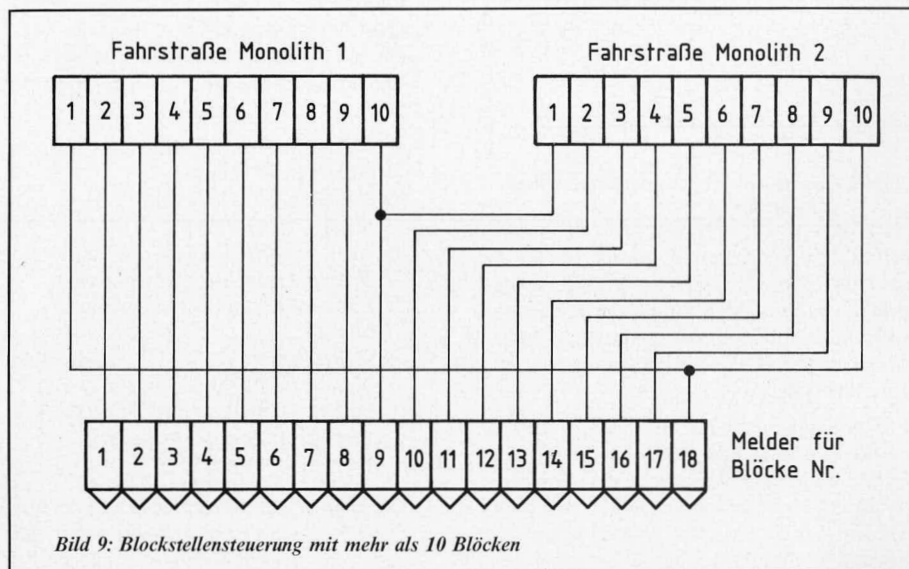 Fahrstraße Monolith 1
Fahrstraße Monolith 2
1 2 3 4 5 6 7 8 9 10
1 2 3 4 5 6 7 8 9 10
1 2 3 4 5 6 7 8 9 10 11 12 13 14 15 16 17 18
Melder für
Blöcke Nr.
Bild 9: Blockstellensteuerung mit mehr als 10 Blöcken